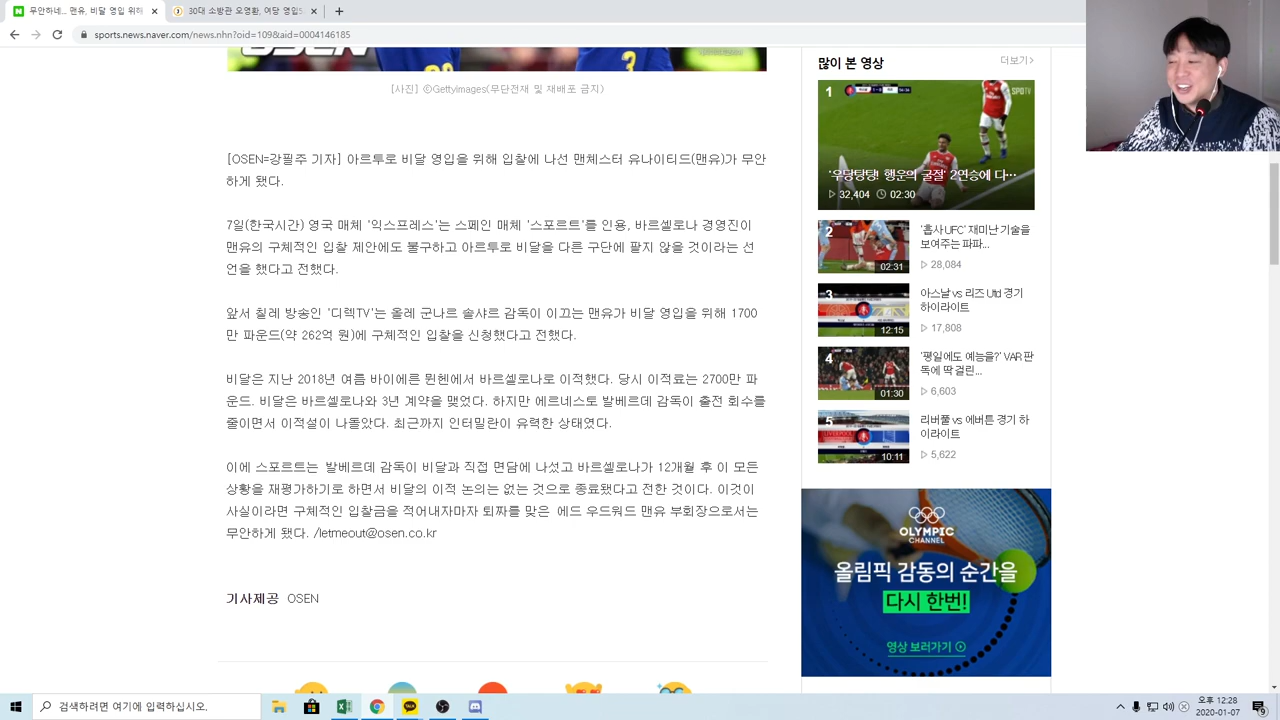 무안하네.. 맨유, 비달 영입 위해
30대 소방관 오영환, 여당 영입5
sports.news.naver.com/news.nhn?oid=109&aid=0004146185
OSEN
3
[사진] ⓒGettyimages(무단전재 및 재배포 금지)
[OSEN=강필주 기자] 아르투로 비달 영입을 위해 입찰에 나선 맨체스터 유나이티드(맨유)가 무안
하게 됐다.
7일(한국시간) 영국 매체 '익스프레스'는 스페인 매체 '스포르트'를 인용, 바르셀로나 경영진이
맨유의 구체적인 입찰 제안에도 불구하고 아르투로 비달을 다른 구단에 팔지 않을 것이라는 선
언을 했다고 전했다.
앞서 칠레 방송인 '디렉TV'는 올레 군나르 솔샤르 감독이 이끄는 맨유가 비달 영입을 위해 1700
만 파운드(약 262억 원)에 구체적인 입찰을 신청했다고 전했다.
비달은 지난 2018년 여름 바이에른 뮌헨에서 바르셀로나로 이적했다. 당시 이적료는 2700만 파
운드. 비달은 바르셀로나와 3년 계약을 맺었다. 하지만 에르네스토 발베르데 감독이 출전 회수를
줄이면서 이적설이 나돌았다. 최근까지 인터밀란이 유력한 상태였다.
이에 스포르트는 발베르데 감독이 비달과 직접 면담에 나섰고 바르셀로나가 12개월 후 이 모든
상황을 재평가하기로 하면서 비달의 이적 논의는 없는 것으로 종료됐다고 전한 것이다. 이것이
사실이라면 구체적인 입찰금을 적어내자마자 퇴짜를 맞은 에드 우드워드 맨유 부회장으로서는
무안하게 됐다. /letmeout@osen.co.kr
기사제공 OSEN
많이 본 영상
더보기>
1
SPOTV
'우당탕탕! 행운의 굴절' 2연승에 다…
32,404 02:30
2
02:31
'흡사 UFC' 재미난 기술을
보여주는 파파...
28,084
3
12:15
아스날 vs 리즈 Utd 경기
하이라이트
17,808
4
01:30
'평일에도 예능을?' VAR 판
독에 딱 걸린...
6,603
5
10:11
리버풀 vs 에버튼 경기 하
이라이트
5,622
OLYMPIC
CHANNEL
올림픽 감동의 순간을
다시 한번!
영상 보러가기
검색하려면 여기에 입력하십시오.
TALK
오후 12:28
2020-01-07
9